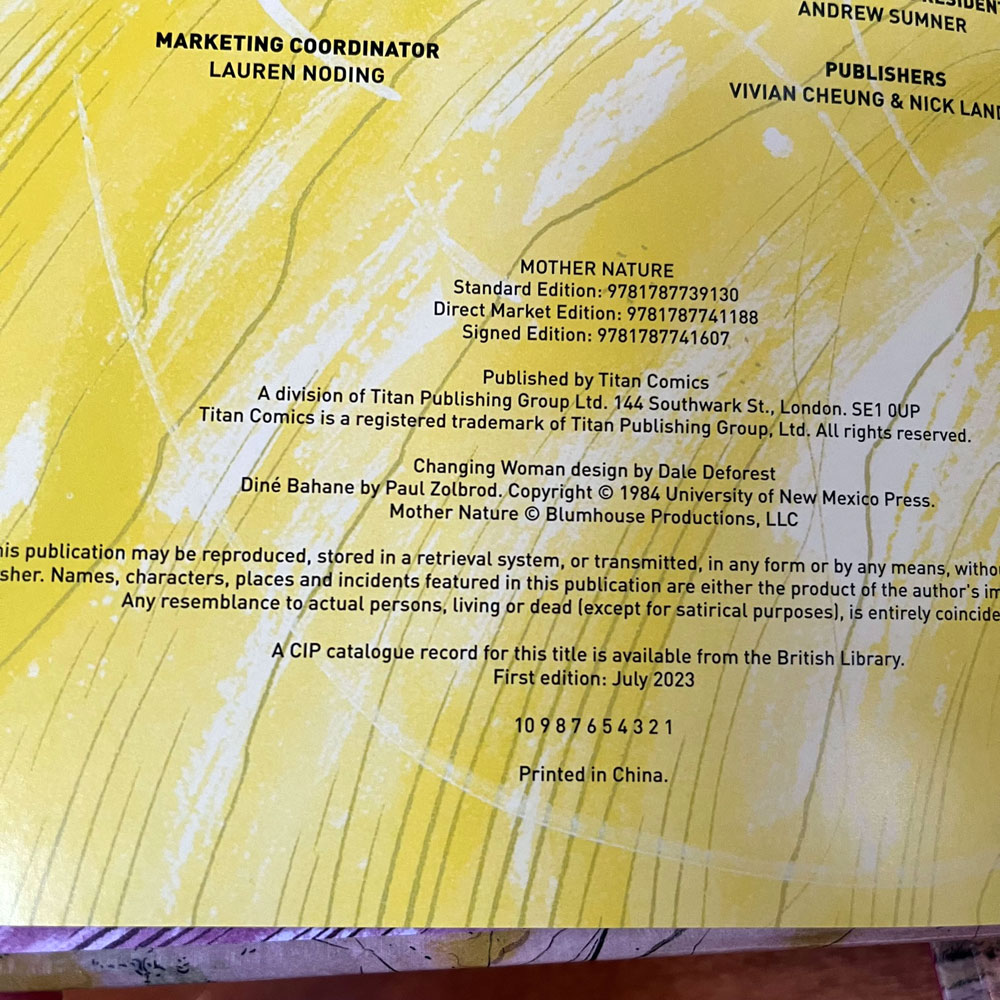 ANDREW SUMNER
MARKETING COORDINATOR
LAUREN NODING
PUBLISHERS
VIVIAN CHEUNG & NICK
MOTHER NATURE
Standard Edition: 9781787739130
Direct Market Edition: 9781787741188
Signed Edition: 9781787741607
Published by Titan Comics
A division of Titan Publishing Group Ltd. 144 Southwark St., London. SE1 0UP
Titan Comics is a registered trademark of Titan Publishing Group, Ltd. All rights reserved.
Changing Woman design by Dale Deforest
Diné Bahane by Paul Zolbrod. Copyright © 1984 University of New Mexico Press.
Mother Nature © Blumhouse Productions, LLC
publication may be reproduced, stored in a retrieval system, or transmitted, in any form or by any means,
Names, characters, places and incidents featured in this publication are either the product of the author's
Any resemblance to actual persons, living or dead (except for satirical purposes), is entirely
A CIP catalogue record for this title is available from the British Library.
First edition: July 2023
10 9 8 7 6 5 4 3 2 1
Printed in China.